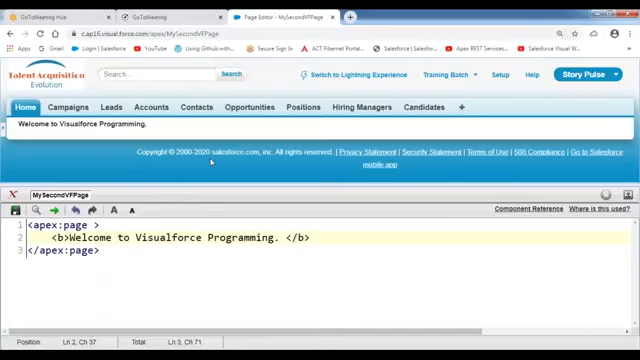 GoToMeeting Hub
GoToMeeting
Page Editor - MySecondVFPage
c.ap16.visual.force.com/apex/MySecondVFPage
Gmail
YouTube
Maps
Login | Salesforce
YouTube
Using Github with
Secure Sign In
ACT Fibernet Portal
Salesforce | Salesfor
Apex REST Services
Salesforce Visual W
Talent Acquisition
Evolution
Search...
Search
Switch to Lightning Experience
Training Batch
Setup
Help
Story Pulse
Home Campaigns Leads Accounts Contacts Opportunities Positions Hiring Managers Candidates +
Welcome to Visualforce Programming.
Copyright © 2000-2020 salesforce.com, inc. All rights reserved. | Privacy Statement | Security Statement | Terms of Use | 508 Compliance | Go to Salesforce
mobile app
MySecondVFPage
Component Reference
Where is this used?
A
A
1 <apex:page >
2 <b>Welcome to Visualforce Programming. </b>
3 </apex:page>
Position: Ln 2, Ch 37 Total: Ln 3, Ch 71